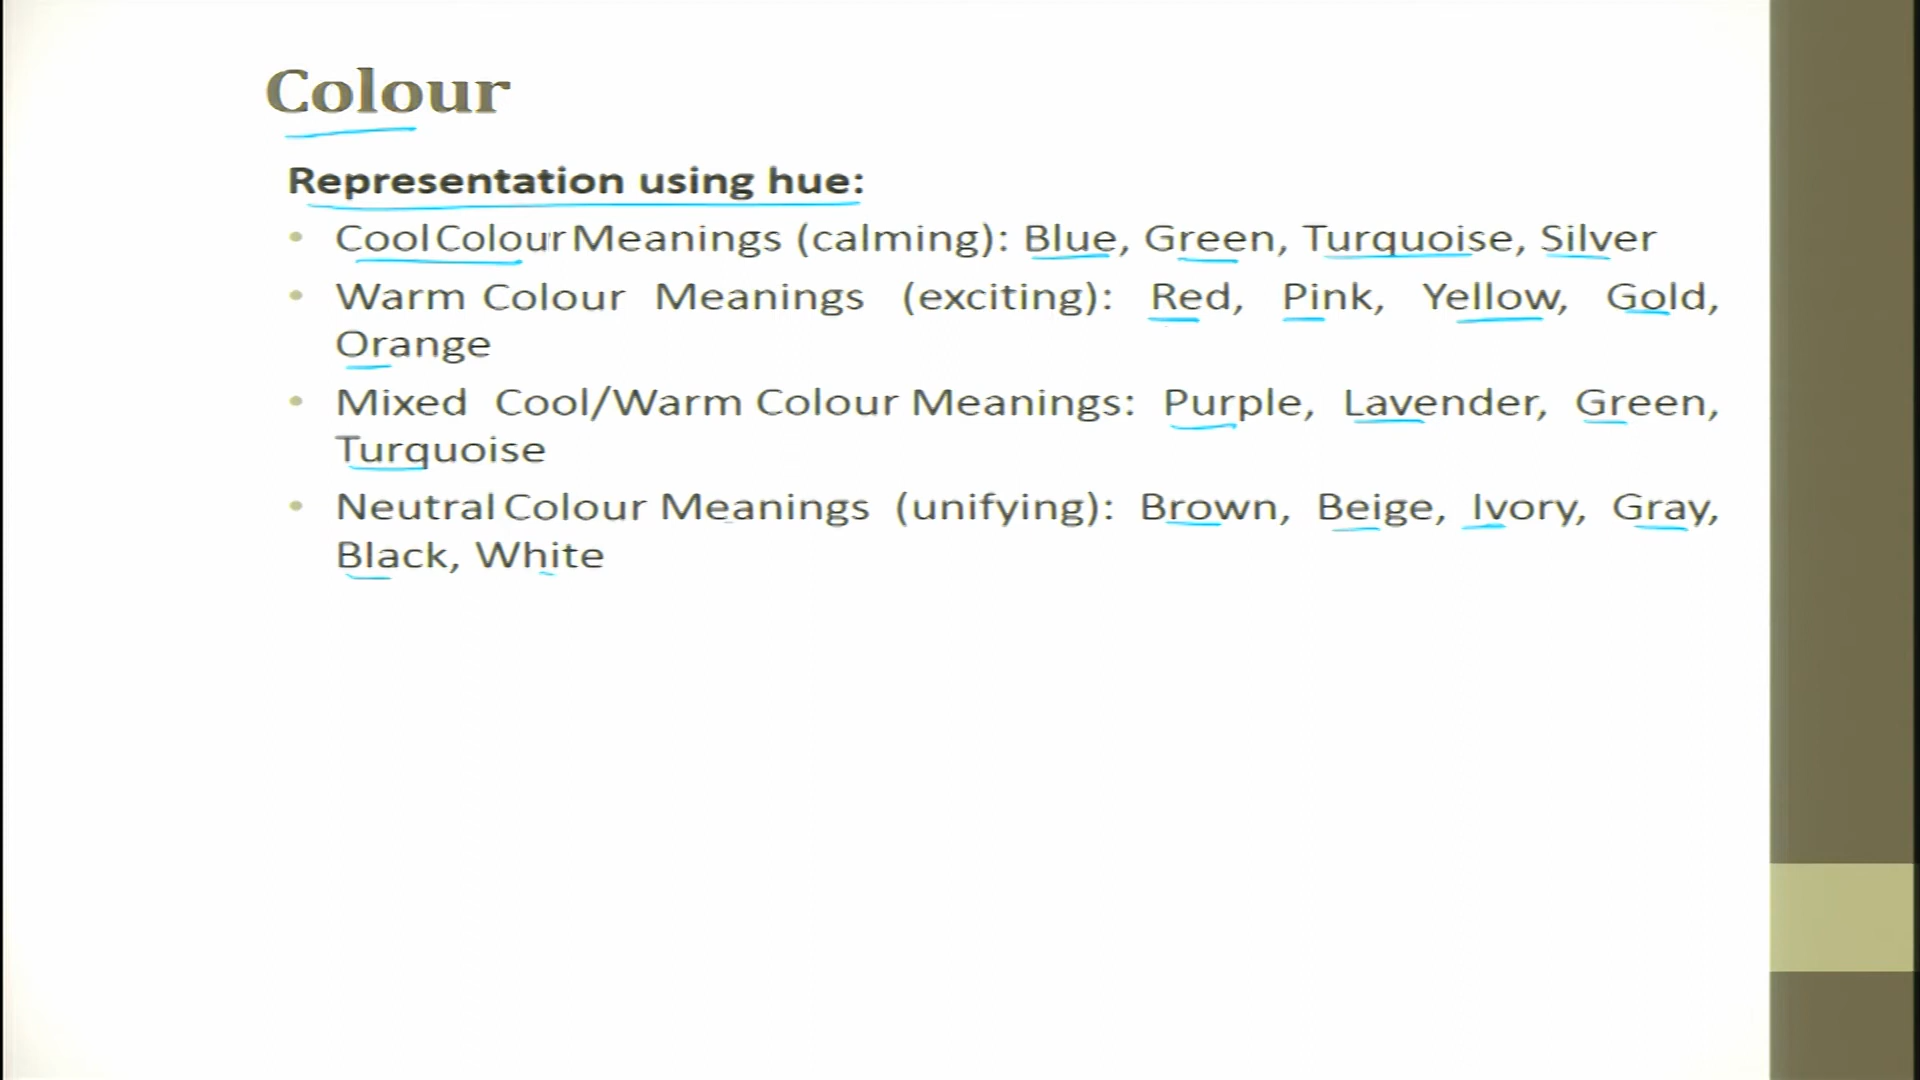 Colour
Representation using hue:
• Cool Colour Meanings (calming): Blue, Green, Turquoise, Silver
• Warm Colour Meanings (exciting): Red, Pink, Yellow, Gold,
Orange
• Mixed Cool/Warm Colour Meanings: Purple, Lavender, Green,
Turquoise
• Neutral Colour Meanings (unifying): Brown, Beige, Ivory, Gray,
Black, White